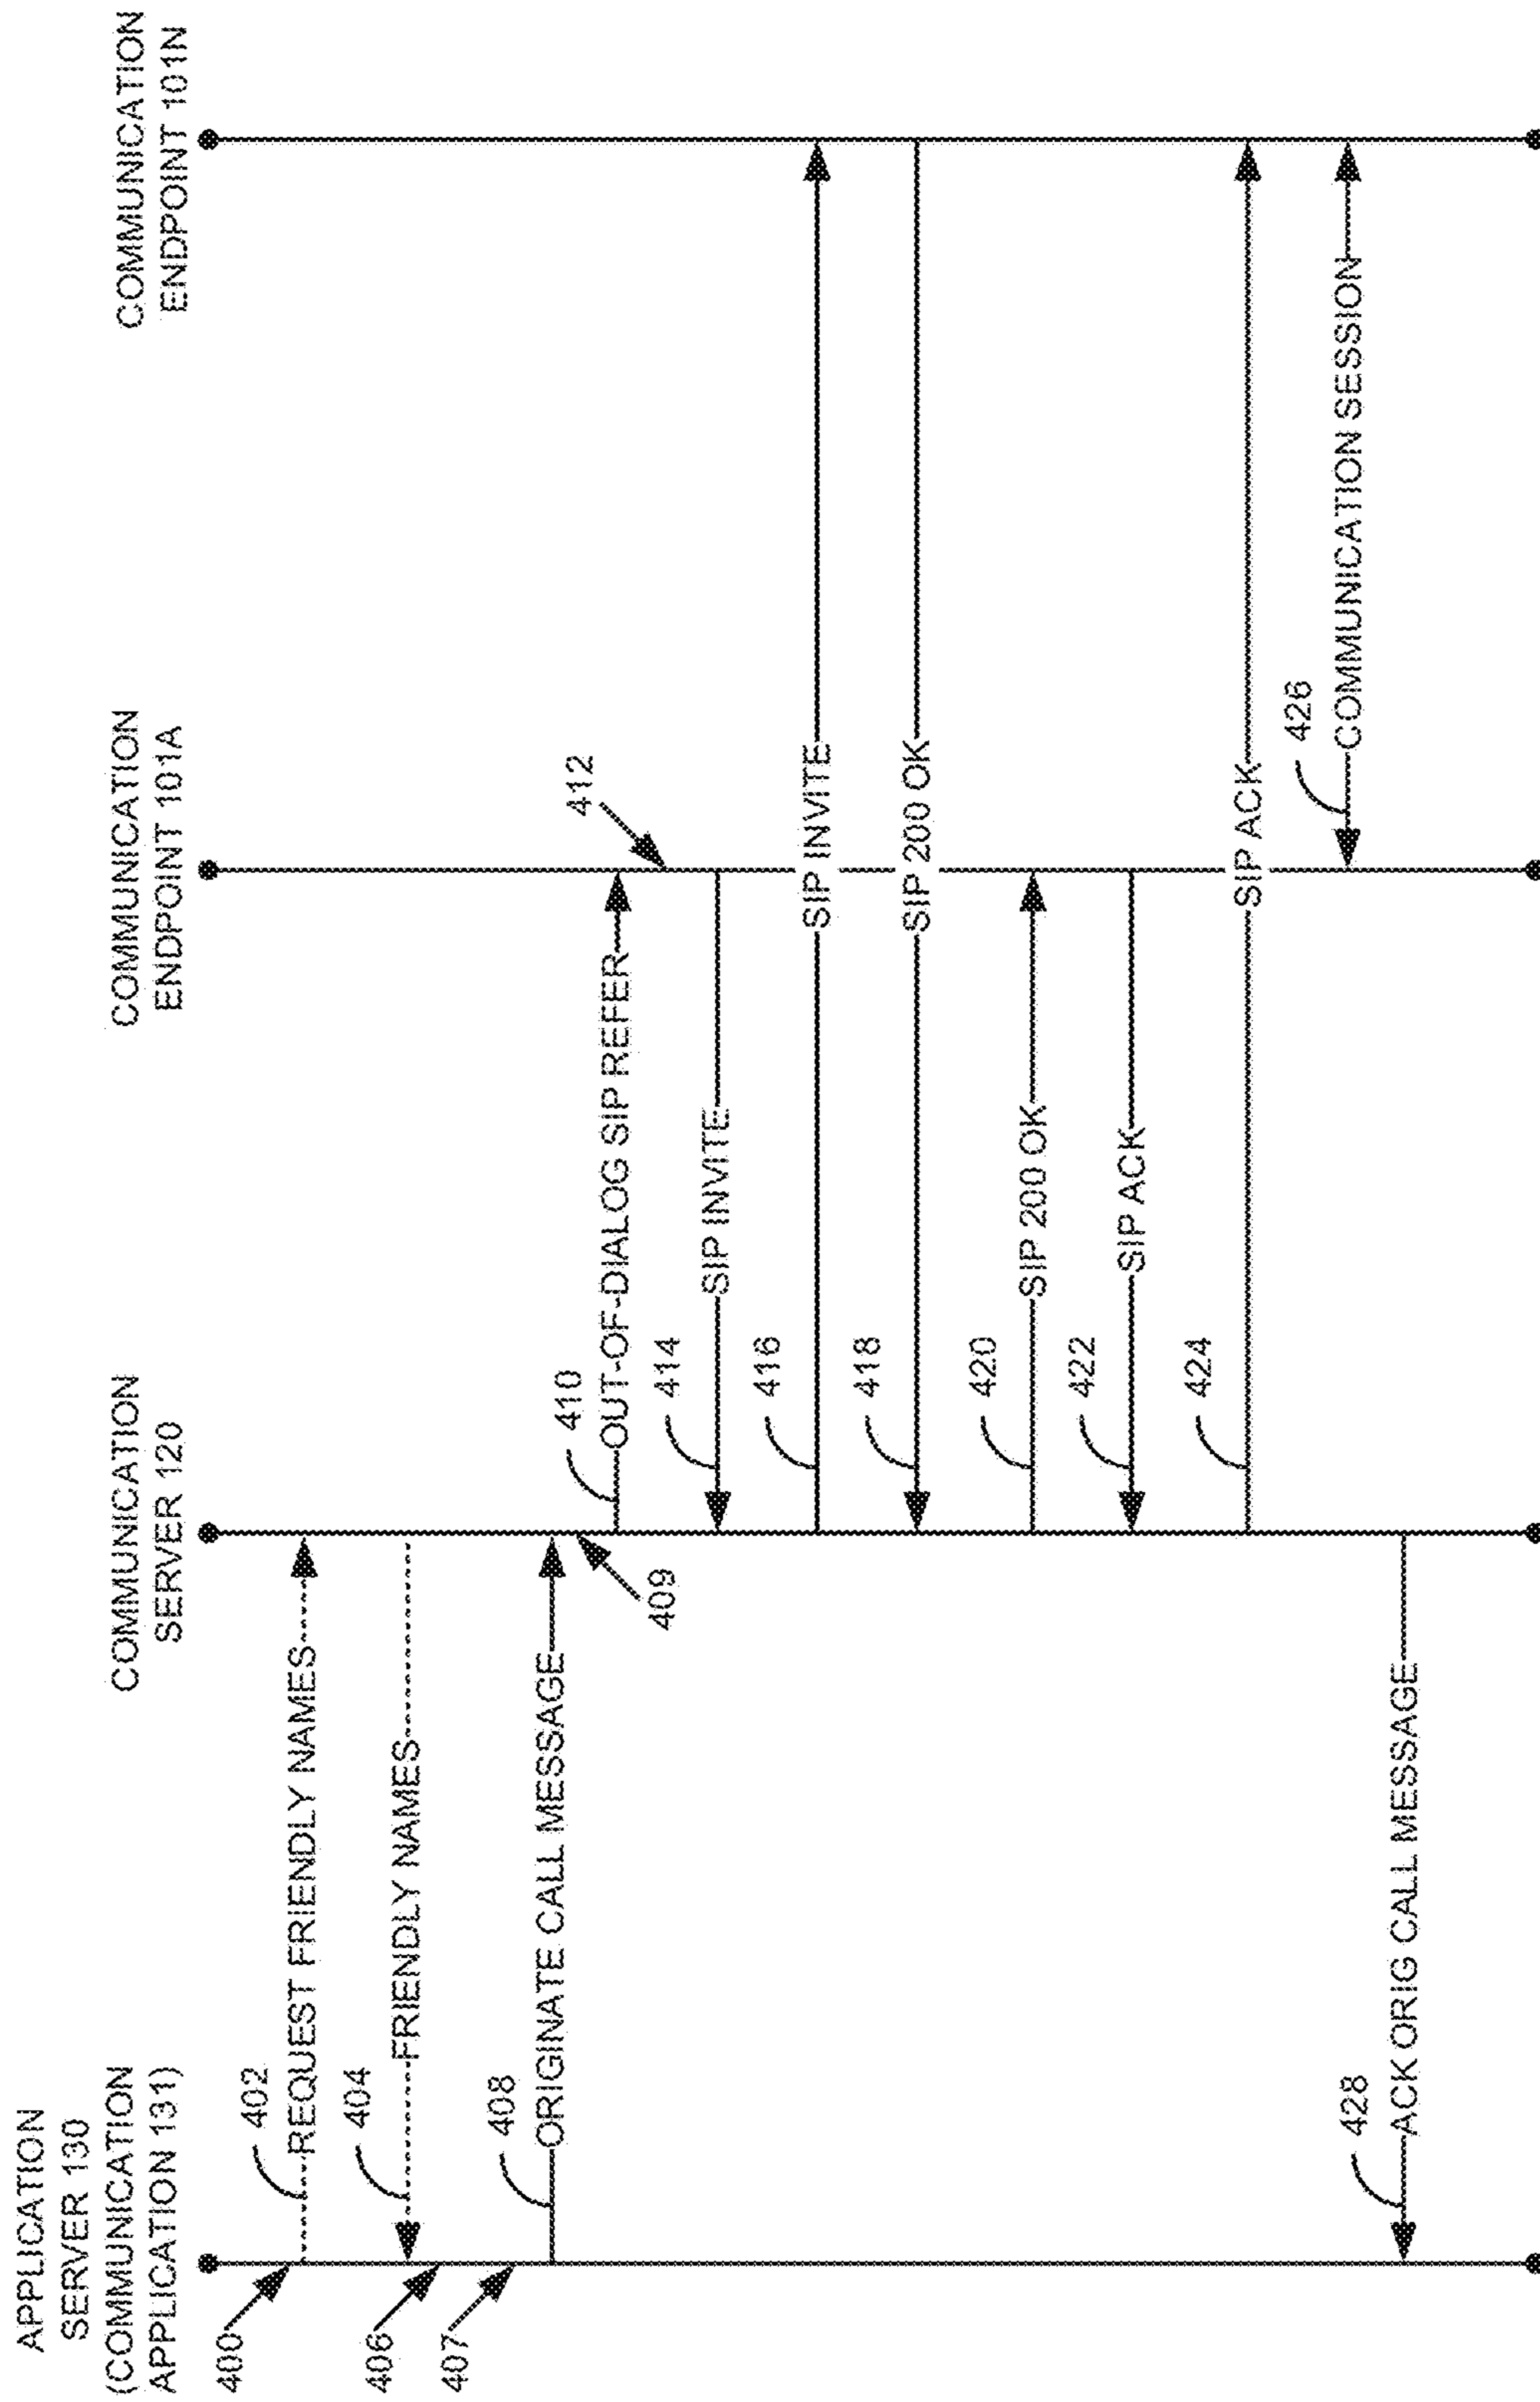 APPLICATION
SERVER 130
(COMMUNICATION
APPLICATION 131)
COMMUNICATION
SERVER 120
COMMUNICATION
ENDPOINT 101A
COMMUNICATION
ENDPOINT 101N
400
402
REQUEST FRIENDLY NAMES
404
FRIENDLY NAMES
406
407
408
ORIGINATE CALL MESSAGE
409
410
OUT-OF-DIALOG SIP REFER
412
414
SIP INVITE
416
SIP INVITE
418
SIP 200 OK
420
SIP 200 OK
422
SIP ACK
424
SIP ACK
426
COMMUNICATION SESSION
428
ACK ORIG CALL MESSAGE